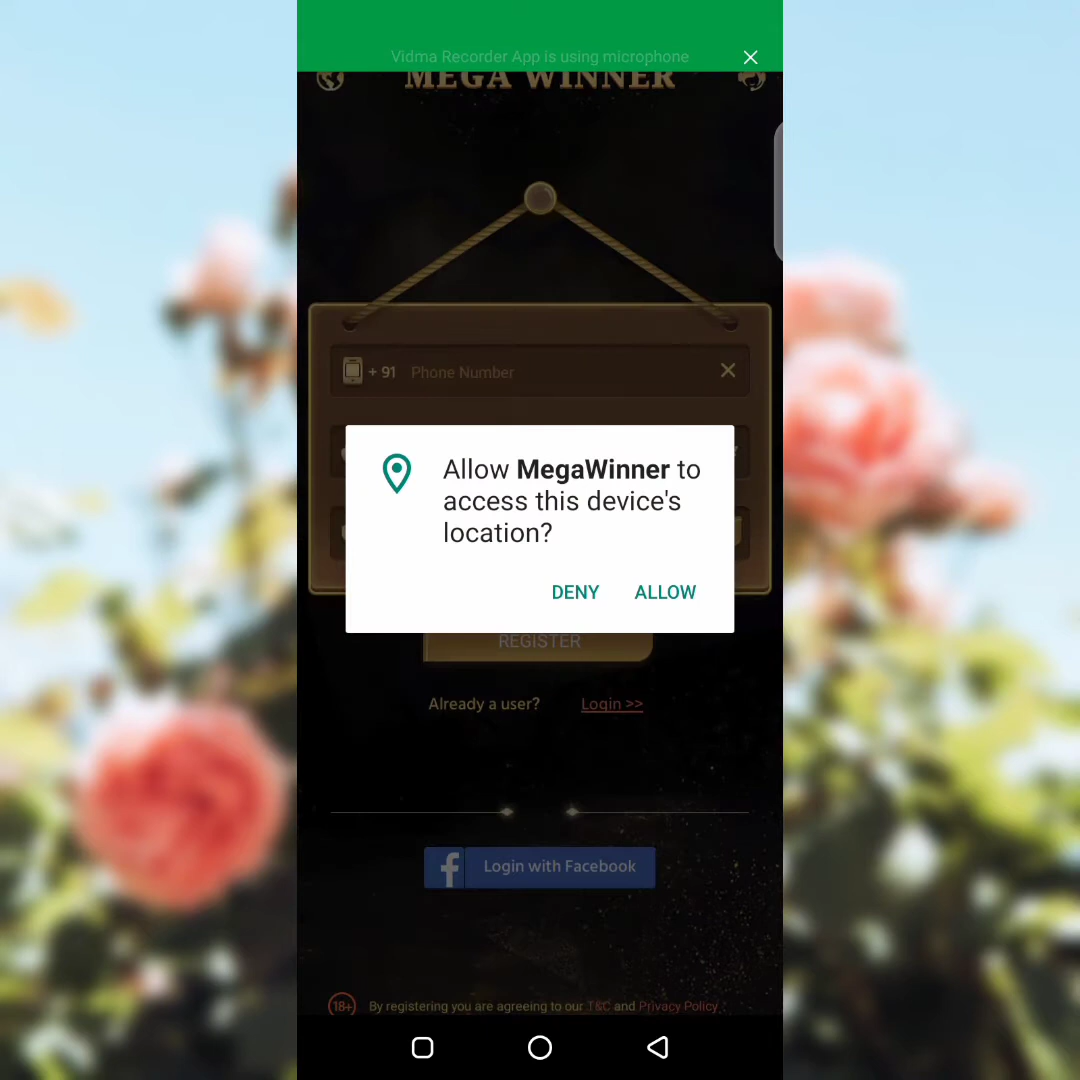 Vidma Recorder App is using microphone
MEGA WINNER
+ 91 Phone Number
Allow MegaWinner to
access this device's
location?
DENY ALLOW
REGISTER
Already a user? Login >>
f Login with Facebook
18+ By registering you are agreeing to our T&C and Privacy Policy